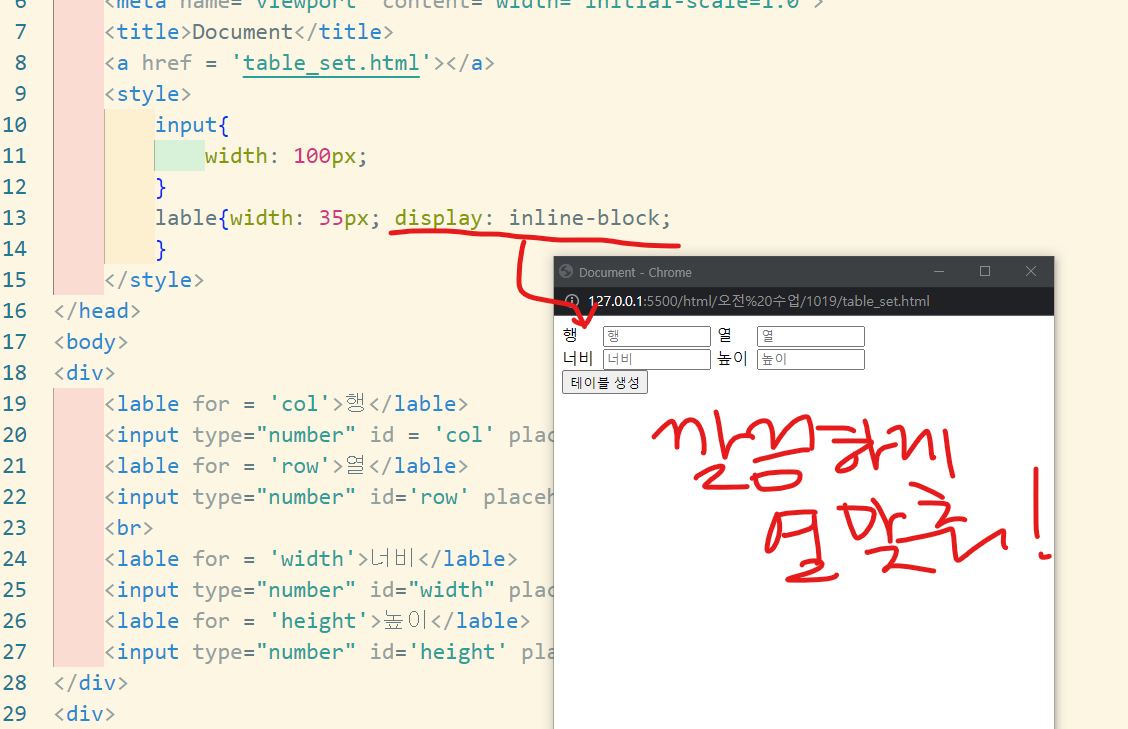 6 <meta name="viewport" content="width= initial-scale=1.0">
7 <title>Document</title>
8 <a href = 'table_set.html'></a>
9 <style>
10 input{
11 width: 100px;
12 }
13 lable{width: 35px; display: inline-block;
14 }
15 </style>
16 </head>
17 <body>
18 <div>
19 <lable for = 'col'>행</lable>
20 <input type="number" id = 'col' plac
21 <lable for = 'row'>열</lable>
22 <input type="number" id='row' placeh
23 <br>
24 <lable for = 'width'>너비</lable>
25 <input type="number" id="width" plac
26 <lable for = 'height'>높이</lable>
27 <input type="number" id='height' pla
28 </div>
29 <div>
Document - Chrome
127.0.0.1:5500/html/오전%20수업/1019/table_set.html
행 행 열 열
너비 너비 높이 높이
테이블 생성
깔끔하게
열 맞춤!